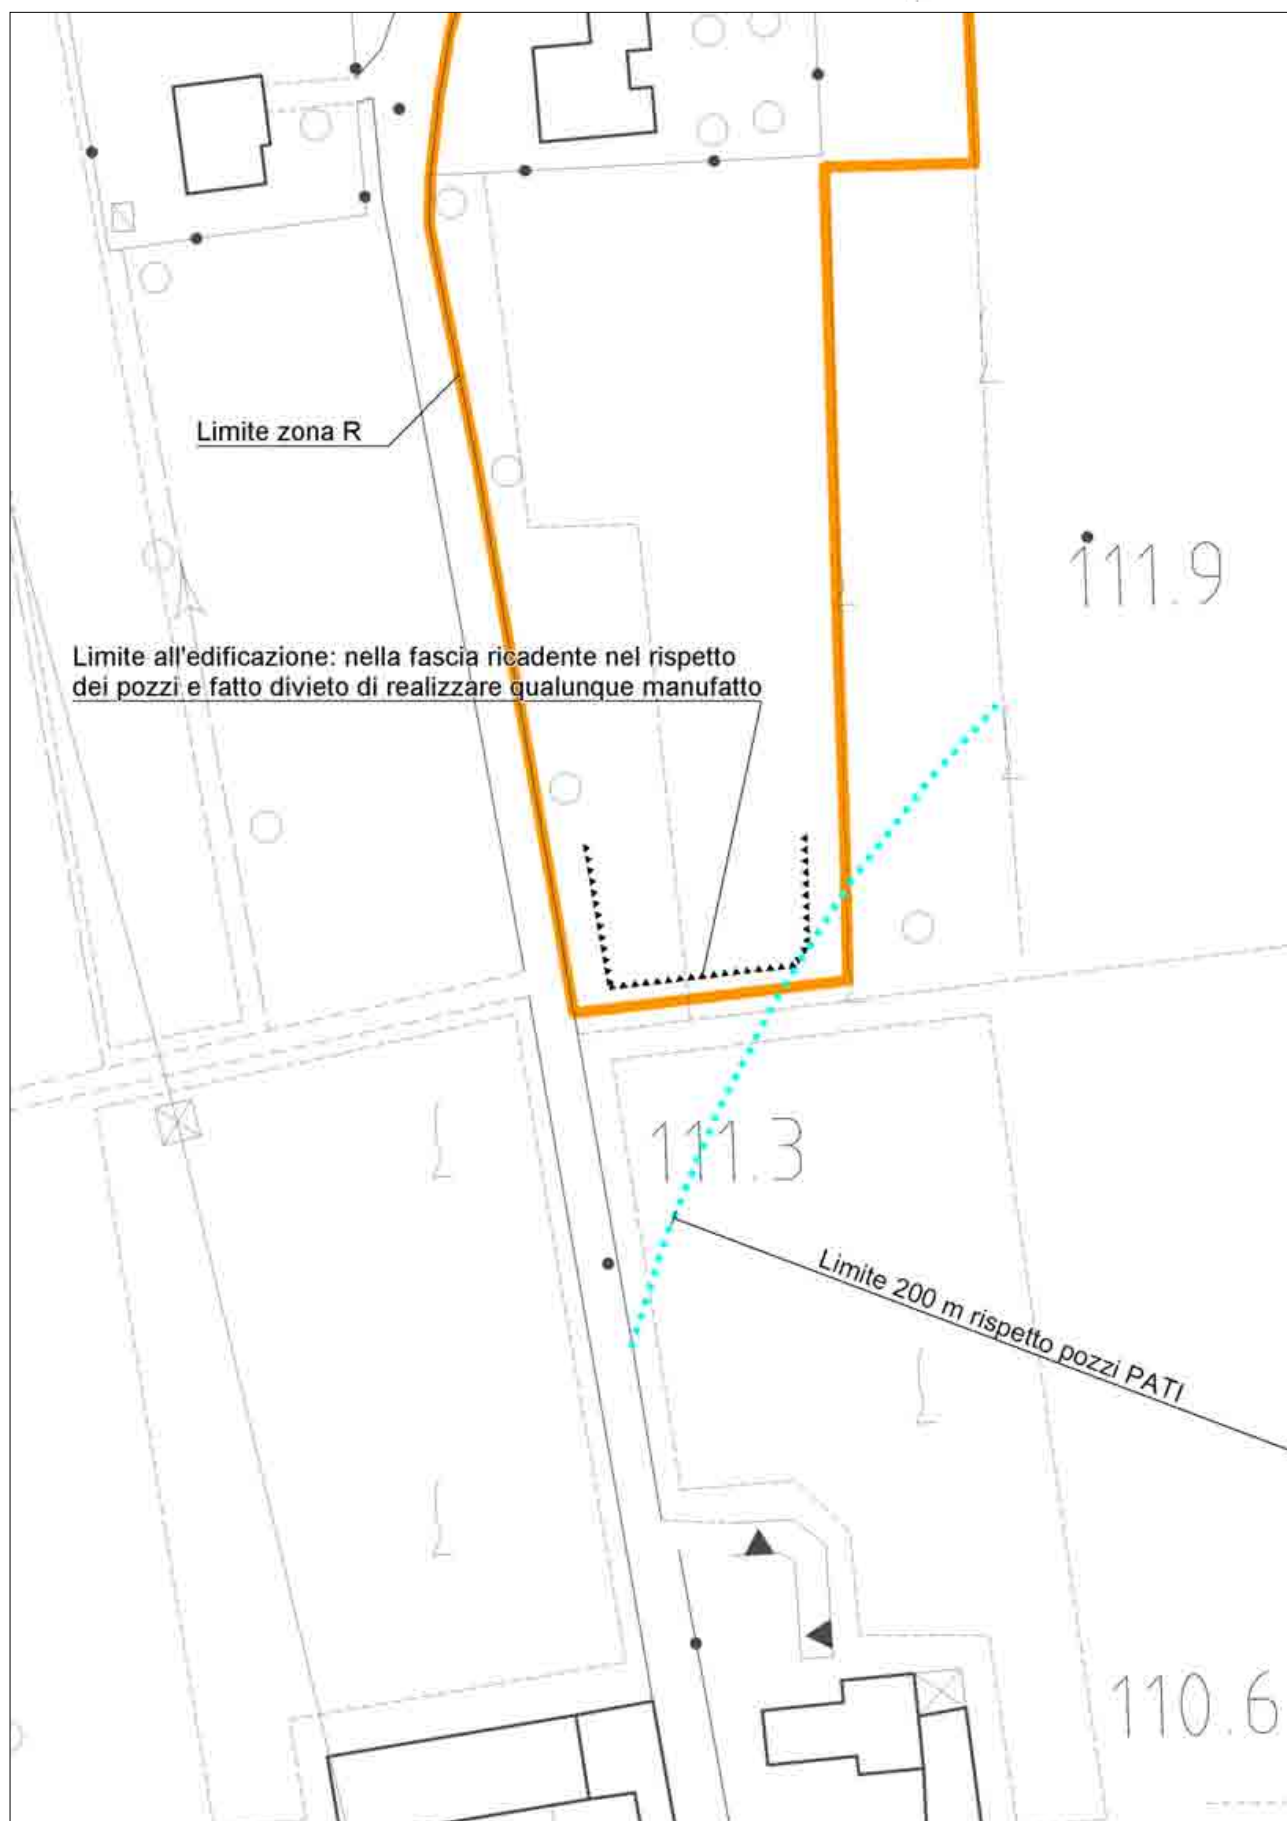 Limite zona R
111.9
Limite all'edificazione: nella fascia ricadente nel rispetto
dei pozzi e fatto divieto di realizzare qualunque manufatto
111.3
Limite 200 m rispetto pozzi PATI
110.6